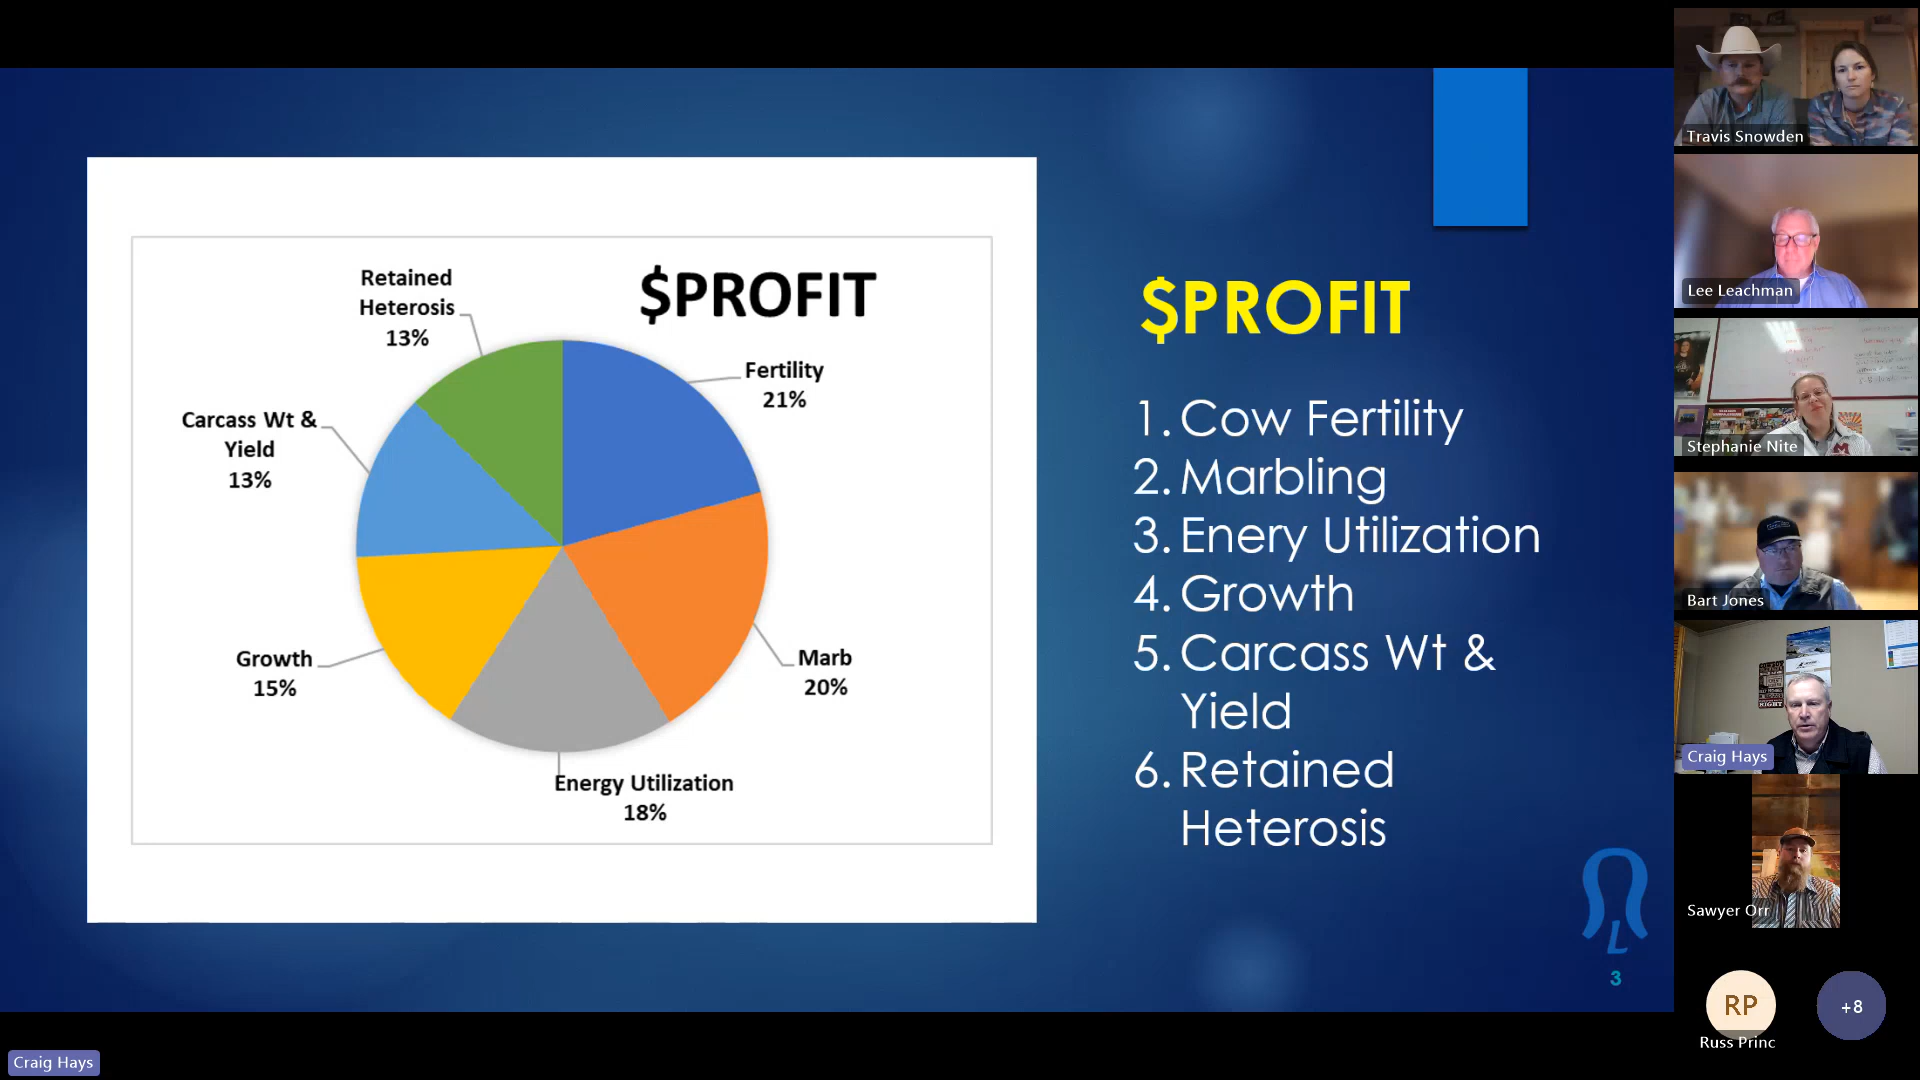 $PROFIT
Retained
Heterosis
13%
Fertility
21%
Carcass Wt &
Yield
13%
Growth
15%
Marb
20%
Energy Utilization
18%
$PROFIT
1. Cow Fertility
2. Marbling
3. Enery Utilization
4. Growth
5. Carcass Wt &
Yield
6. Retained
Heterosis
L
3
Travis Snowden
Lee Leachman
Stephanie Nite
M
Bart Jones
RIGHT
Craig Hays
Sawyer Orr
RP
Russ Princ
+8
Craig Hays